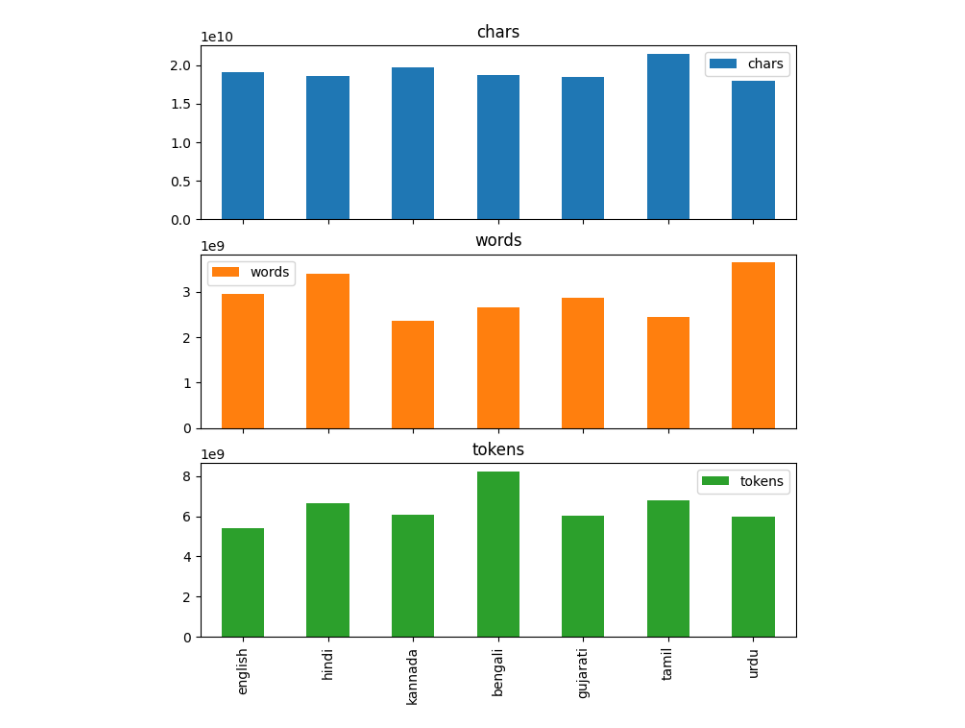 chars
1e10
2.0
1.5
1.0
0.5
0.0
chars
words
1e9
3
2
1
0
words
tokens
1e9
8
6
4
2
0
tokens
english
hindi
kannada
bengali
gujarati
tamil
urdu